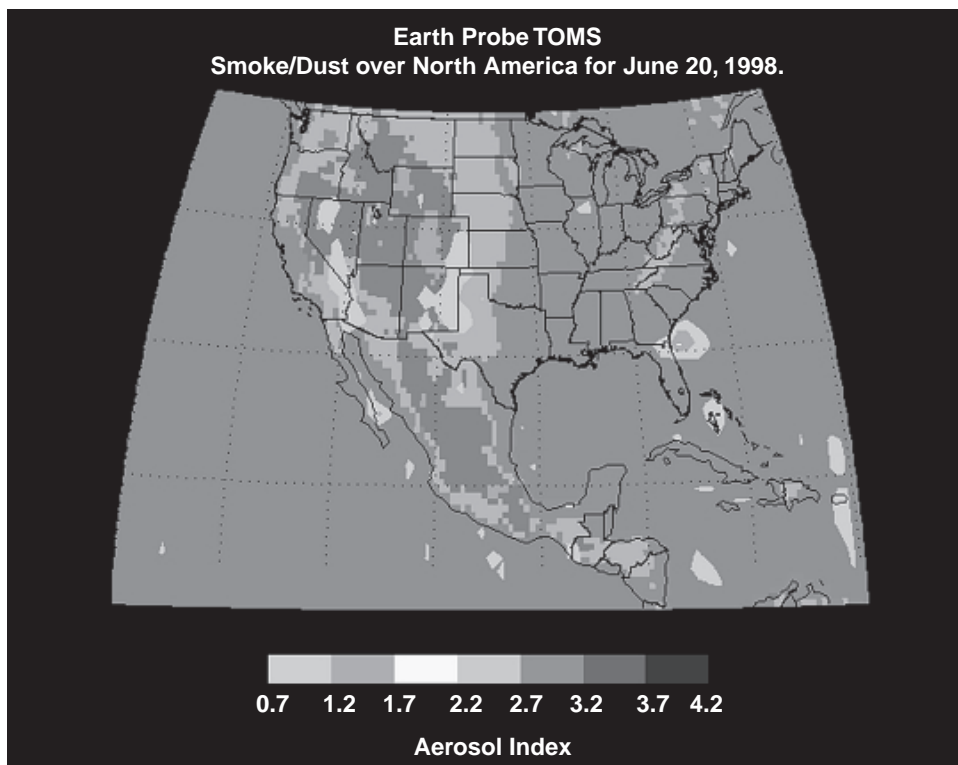 Earth Probe TOMS
Smoke/Dust over North America for June 20, 1998.
0.7 1.2 1.7 2.2 2.7 3.2 3.7 4.2
Aerosol Index